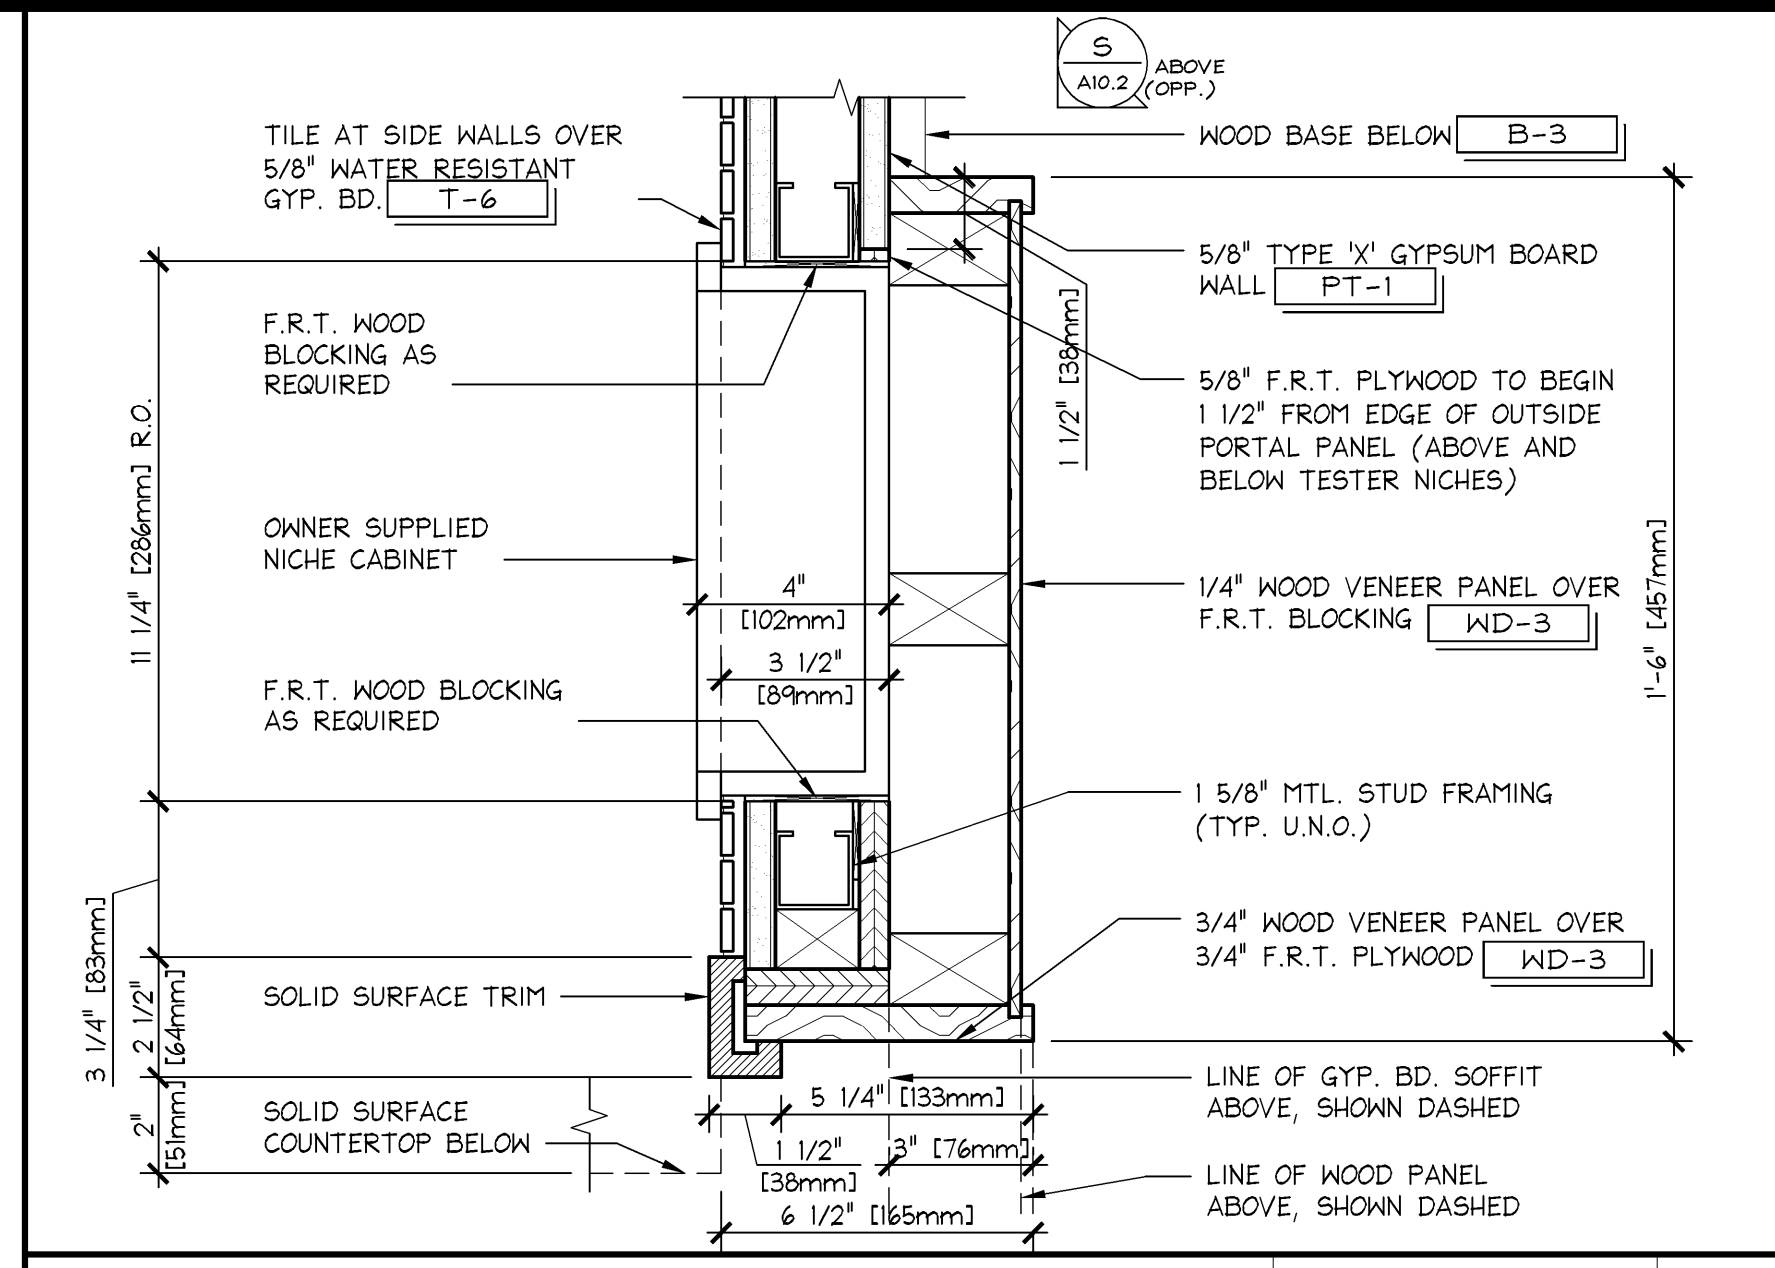 S
A10.2
ABOVE
(OPP.)
TILE AT SIDE WALLS OVER
5/8" WATER RESISTANT
GYP. BD. T-6
F.R.T. WOOD
BLOCKING AS
REQUIRED
OWNER SUPPLIED
NICHE CABINET
F.R.T. WOOD BLOCKING
AS REQUIRED
SOLID SURFACE TRIM
SOLID SURFACE
COUNTERTOP BELOW
11 1/4" [286mm] R.O.
3 1/4" [83mm]
2 1/2"
[64mm]
2"
[51mm]
4"
[102mm]
3 1/2"
[89mm]
1 1/2" [38mm]
5 1/4" [133mm]
1 1/2"
[38mm]
3" [76mm]
6 1/2" [165mm]
WOOD BASE BELOW B-3
5/8" TYPE 'X' GYPSUM BOARD
WALL PT-1
5/8" F.R.T. PLYWOOD TO BEGIN
1 1/2" FROM EDGE OF OUTSIDE
PORTAL PANEL (ABOVE AND
BELOW TESTER NICHES)
1/4" WOOD VENEER PANEL OVER
F.R.T. BLOCKING WD-3
1 5/8" MTL. STUD FRAMING
(TYP. U.N.O.)
3/4" WOOD VENEER PANEL OVER
3/4" F.R.T. PLYWOOD WD-3
LINE OF GYP. BD. SOFFIT
ABOVE, SHOWN DASHED
LINE OF WOOD PANEL
ABOVE, SHOWN DASHED
1'-6" [457mm]